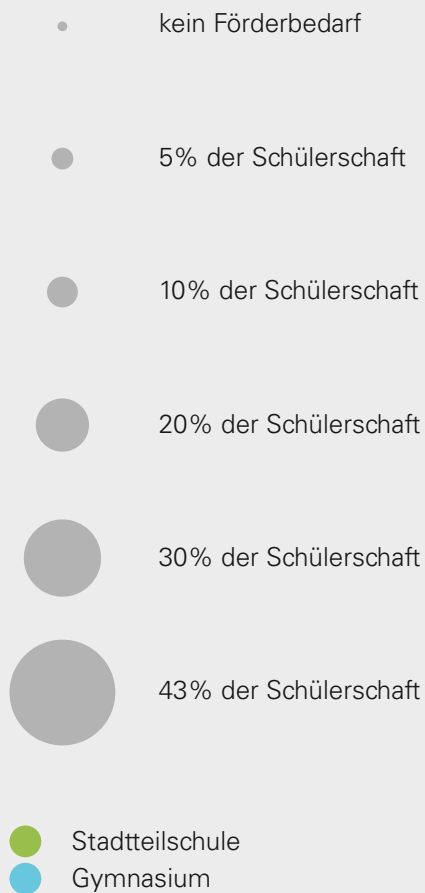 kein Förderbedarf
5% der Schülerschaft
10% der Schülerschaft
20% der Schülerschaft
30% der Schülerschaft
43% der Schülerschaft
Stadtteilschule
Gymnasium